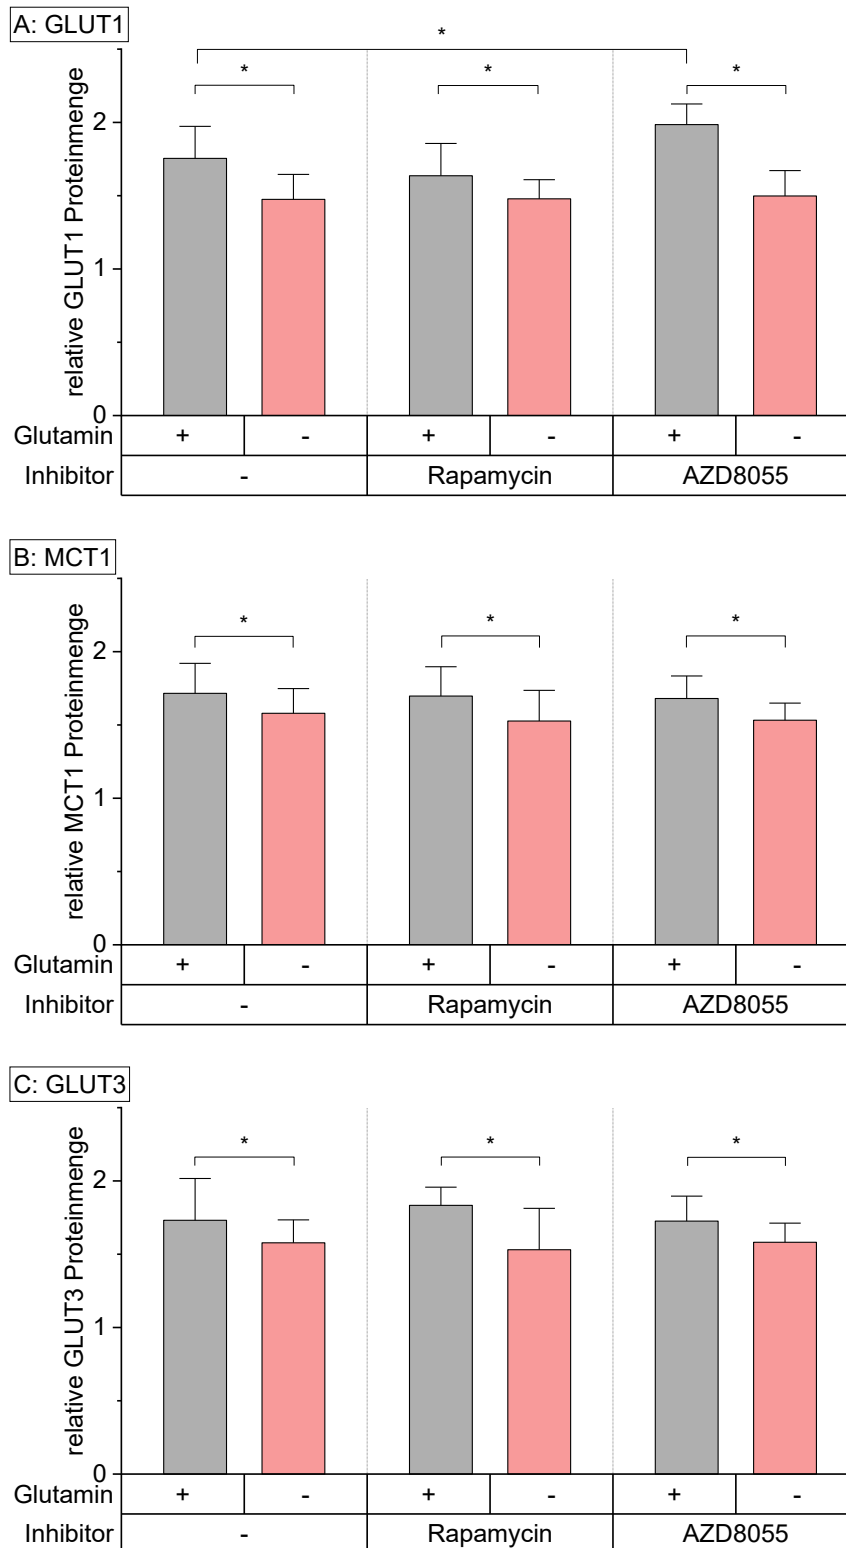 A: GLUT1
*
* * *
relative GLUT1 Proteinmenge
2
1
0
Glutamin + - + - + -
Inhibitor - Rapamycin AZD8055
B: MCT1
* * *
relative MCT1 Proteinmenge
2
1
0
Glutamin + - + - + -
Inhibitor - Rapamycin AZD8055
C: GLUT3
* * *
relative GLUT3 Proteinmenge
2
1
0
Glutamin + - + - + -
Inhibitor - Rapamycin AZD8055